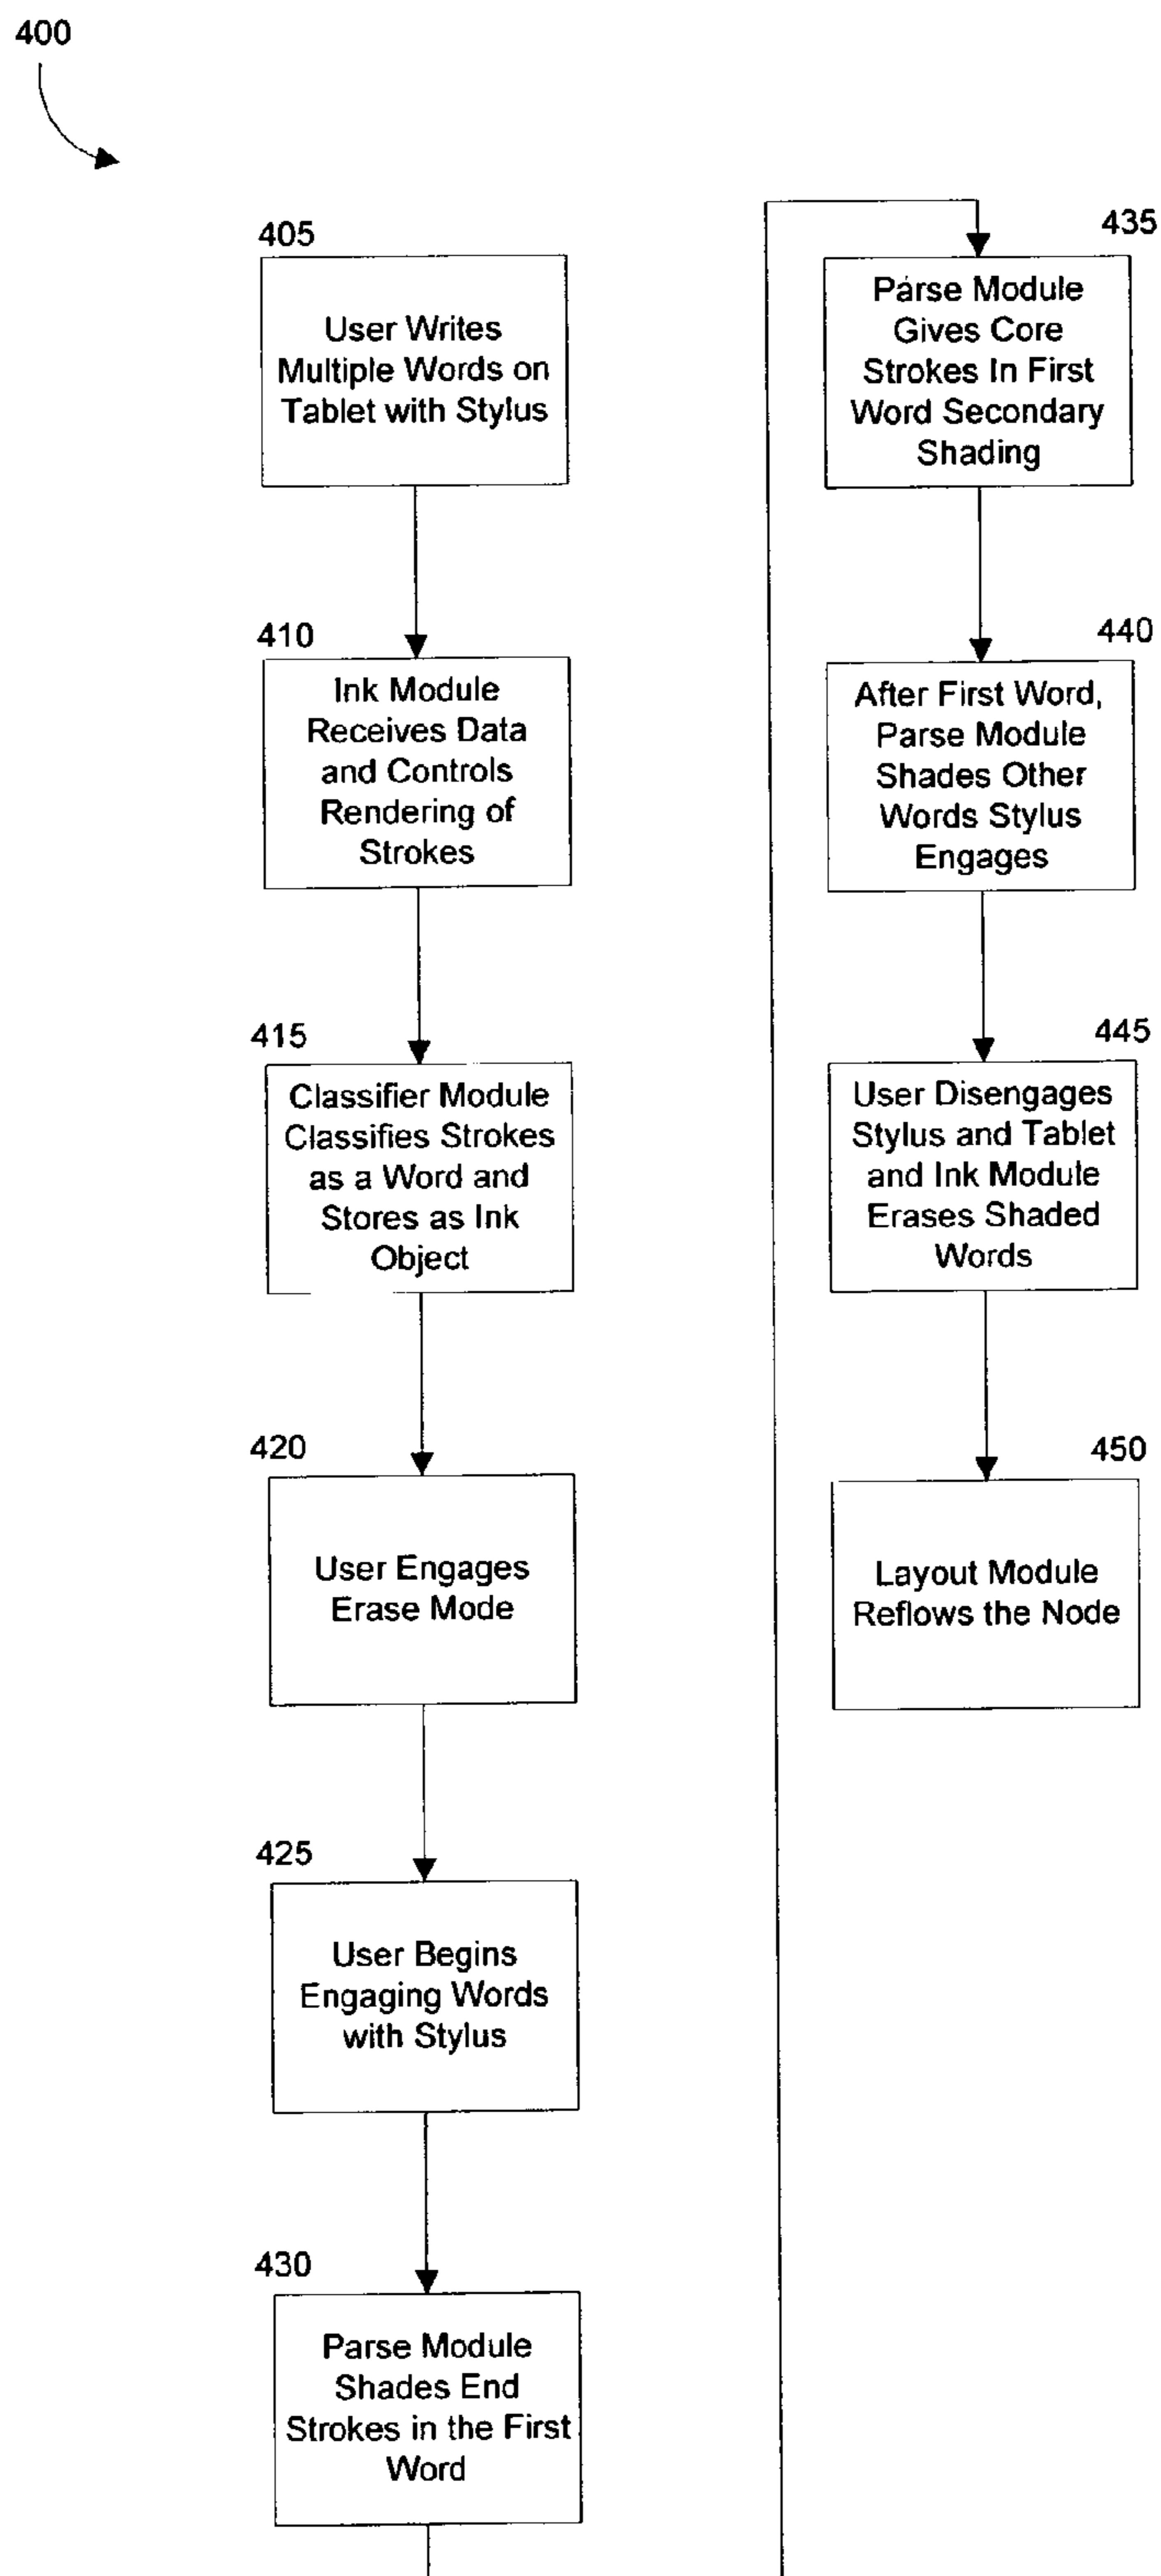 400
405
User Writes
Multiple Words on
Tablet with Stylus
410
Ink Module
Receives Data
and Controls
Rendering of
Strokes
415
Classifier Module
Classifies Strokes
as a Word and
Stores as Ink
Object
420
User Engages
Erase Mode
425
User Begins
Engaging Words
with Stylus
430
Parse Module
Shades End
Strokes in the First
Word
435
Parse Module
Gives Core
Strokes In First
Word Secondary
Shading
440
After First Word,
Parse Module
Shades Other
Words Stylus
Engages
445
User Disengages
Stylus and Tablet
and Ink Module
Erases Shaded
Words
450
Layout Module
Reflows the Node